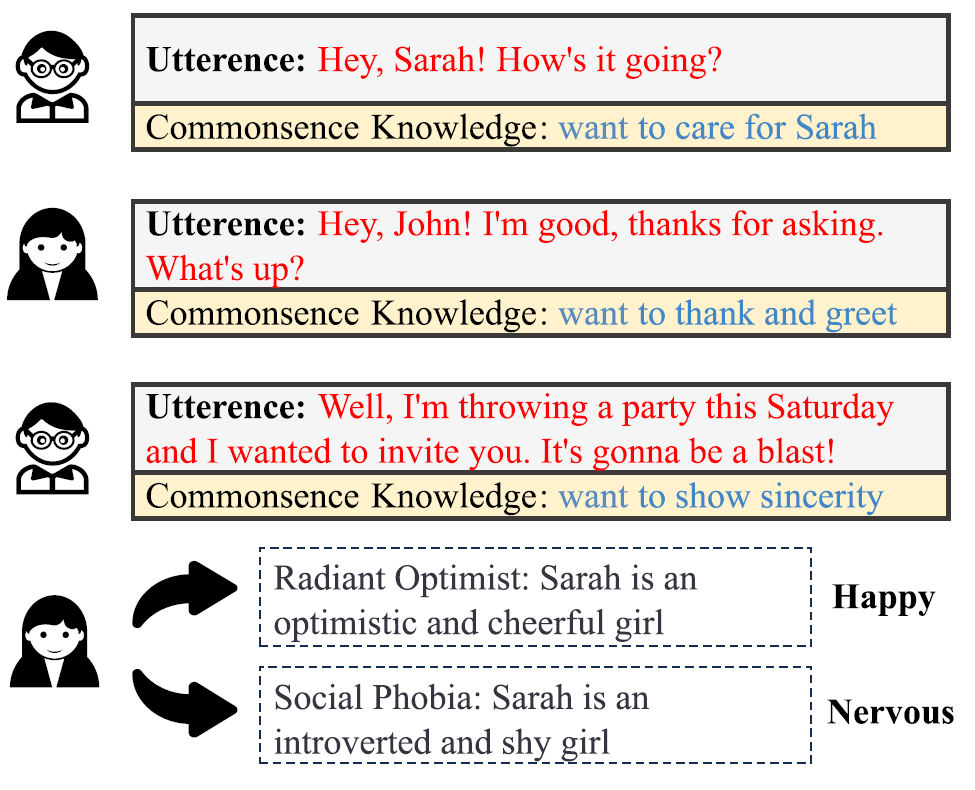 Utterence: Hey, Sarah! How's it going?
Commonsence Knowledge: want to care for Sarah
Utterence: Hey, John! I'm good, thanks for asking.
What's up?
Commonsence Knowledge: want to thank and greet
Utterence: Well, I'm throwing a party this Saturday
and I wanted to invite you. It's gonna be a blast!
Commonsence Knowledge: want to show sincerity
Radiant Optimist: Sarah is an
optimistic and cheerful girl
Happy
Social Phobia: Sarah is an
introverted and shy girl
Nervous